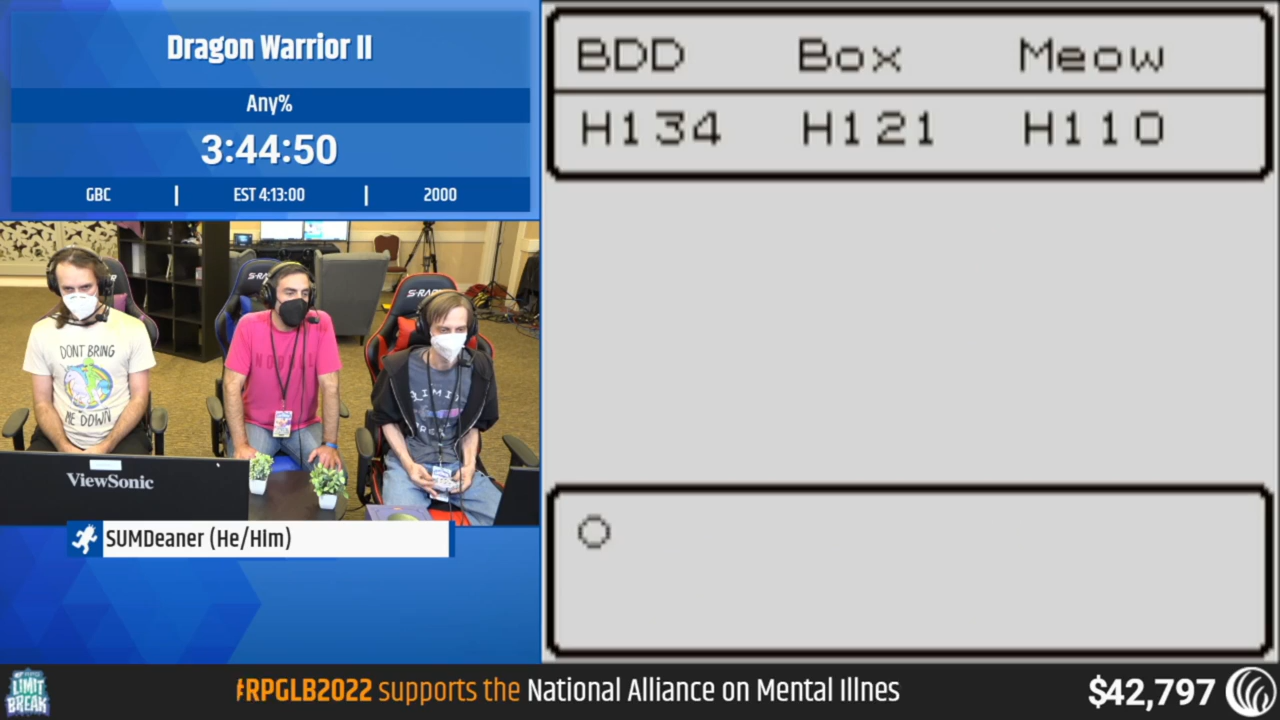 Dragon Warrior II
Any%
3:44:50
GBC | EST 4:13:00 | 2000
BDD Box Meow
H134 H121 H110
S-RACER
DONT BRING
ME DOWN
NORMAL
ViewSonic
SUMDeaner (He/HIm)
LIMIT
BREAK
#RPGLB2022 supports the National Alliance on Mental Illnes
$42,797